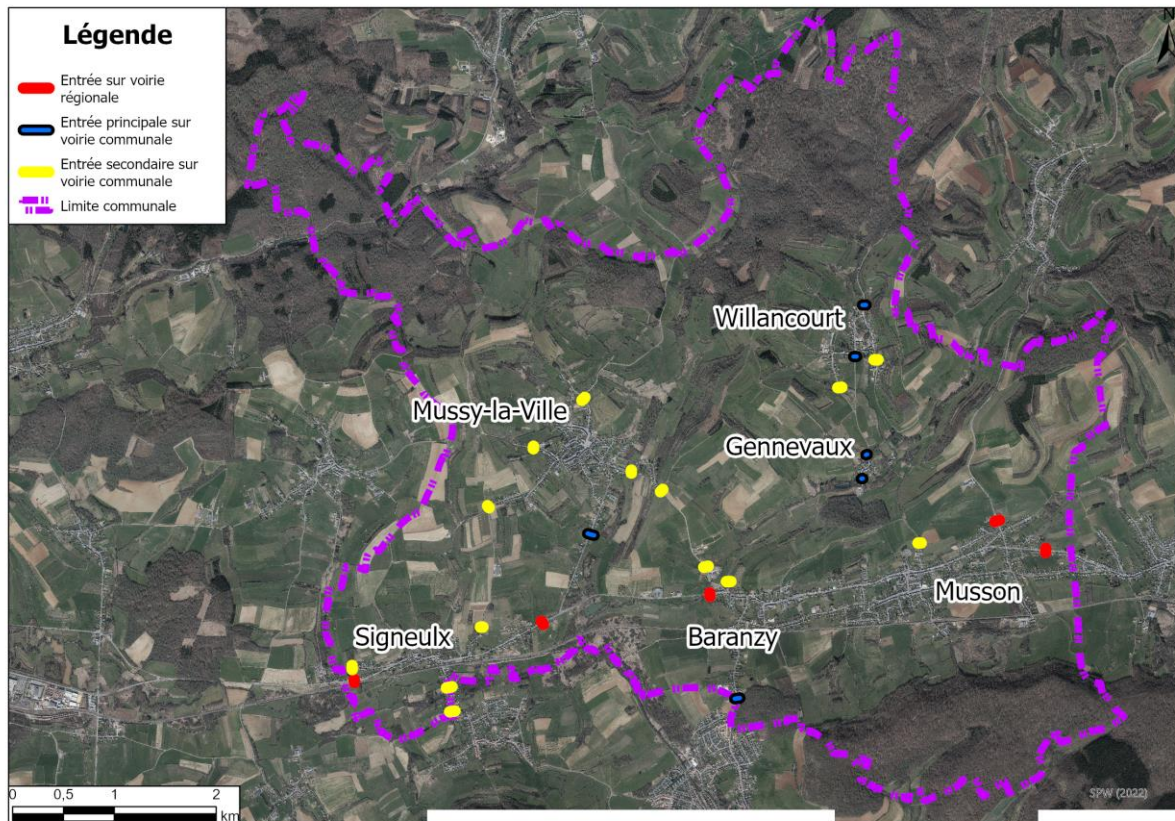 Légende
Entrée sur voirie
régionale
Entrée principale sur
voirie communale
Entrée secondaire sur
voirie communale
Limite communale
Willancourt
Mussy-la-Ville
Gennevaux
Musson
Signeulx
Baranzy
0 0,5 1 2
km
SPW (2022)